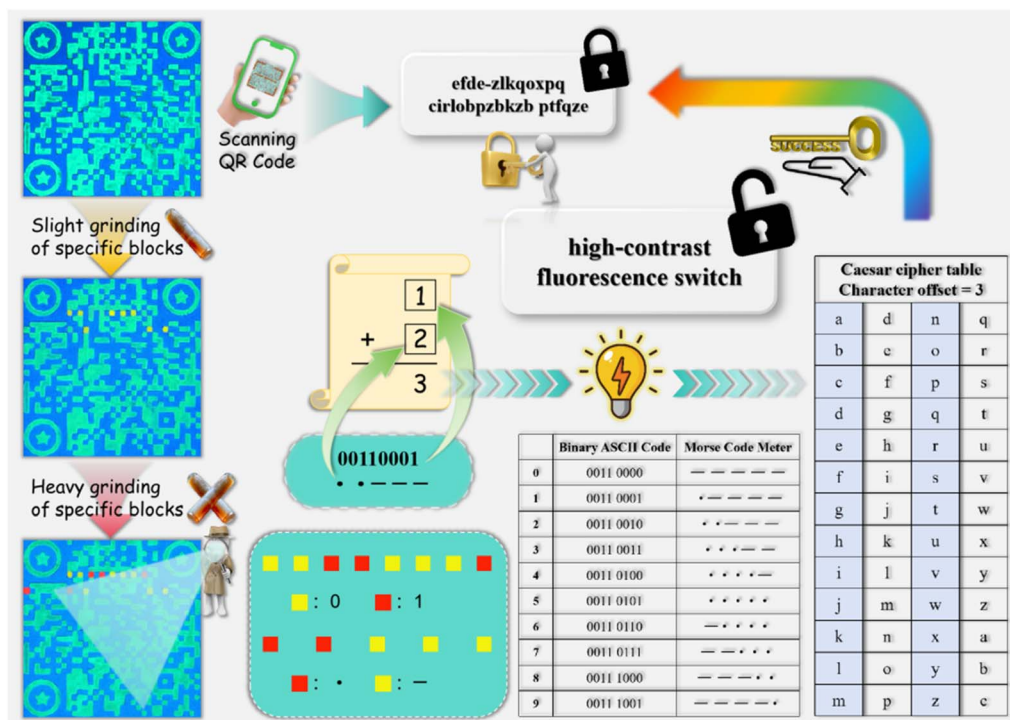 Scanning
QR Code
efde-zlkqoxpq
cirlobpzbkzb ptfqze
SUCCESS
Slight grinding
of specific blocks
high-contrast
fluorescence switch
1
+ 2
3
00110001
• • — — —
Heavy grinding
of specific blocks
: 0 : 1
: • : —
Binary ASCII Code Morse Code Meter
0 0011 0000 — — — — —
1 0011 0001 • — — — —
2 0011 0010 • • — — —
3 0011 0011 • • • — —
4 0011 0100 • • • • —
5 0011 0101 • • • • •
6 0011 0110 — • • • •
7 0011 0111 — — • • •
8 0011 1000 — — — • •
9 0011 1001 — — — — •
Caesar cipher table
Character offset = 3
a d n q
b e o r
c f p s
d g q t
e h r u
f i s v
g j t w
h k u x
i l v y
j m w z
k n x a
l o y b
m p z c